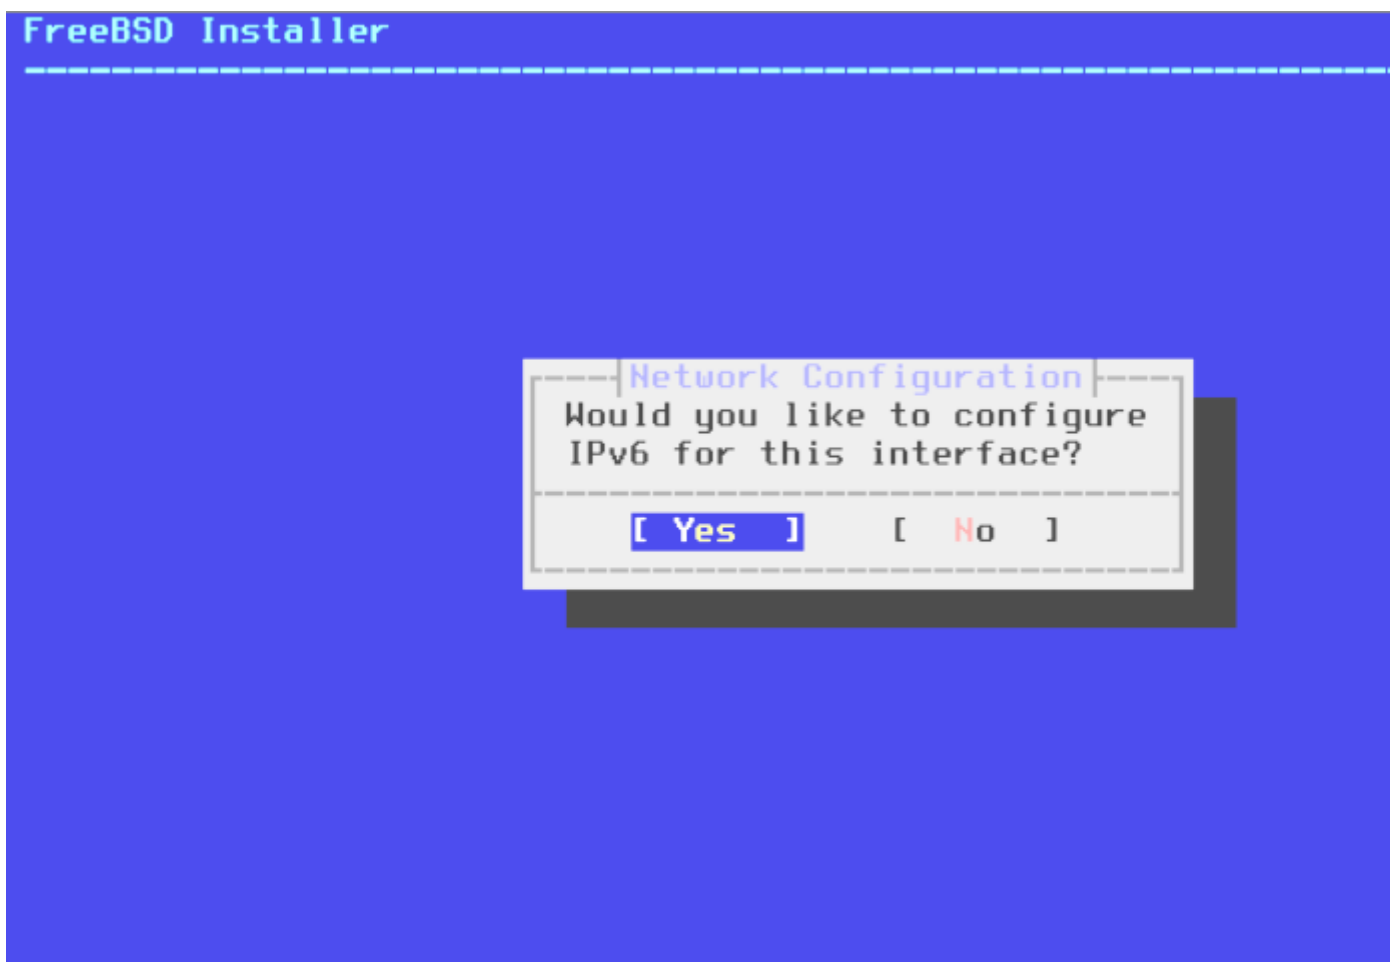 FreeBSD Installer
Network Configuration
Would you like to configure
IPv6 for this interface?
[ Yes ] [ No ]